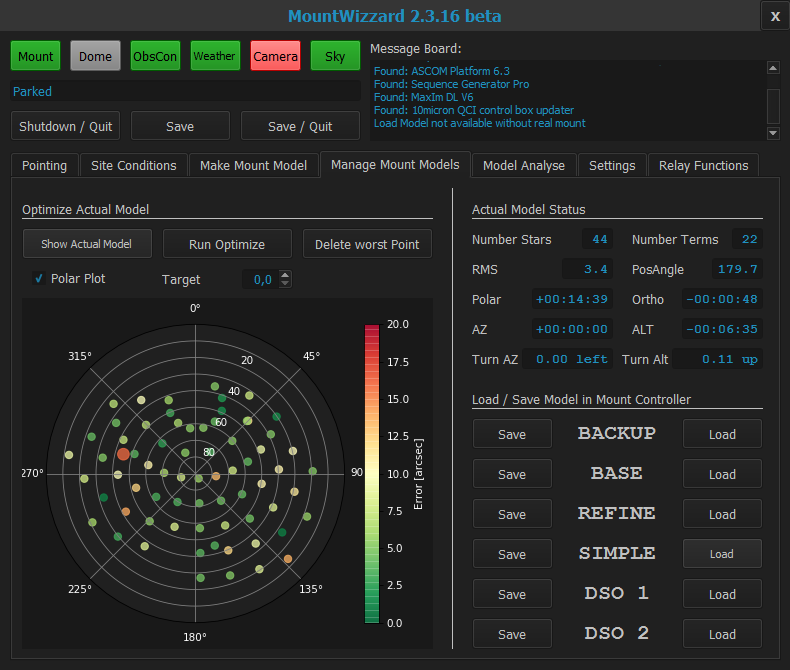 MountWizzard 2.3.16 beta
X
Mount Dome ObsCon Weather Camera Sky
Message Board:
Found: ASCOM Platform 6.3
Found: Sequence Generator Pro
Found: MaxIm DL V6
Found: 10micron QCI control box updater
Load Model not available without real mount
Parked
Shutdown / Quit Save Save / Quit
Pointing Site Conditions Make Mount Model Manage Mount Models Model Analyse Settings Relay Functions
Optimize Actual Model
Show Actual Model Run Optimize Delete worst Point
Polar Plot Target 0,0
0°
45°
90
135°
180°
225°
270°
315°
20
40
60
80
20.0
17.5
15.0
12.5
10.0
7.5
5.0
2.5
0.0
Error [arcsec]
Actual Model Status
Number Stars 44 Number Terms 22
RMS 3.4 PosAngle 179.7
Polar +00:14:39 Ortho -00:00:48
AZ +00:00:00 ALT -00:06:35
Turn AZ 0.00 left Turn Alt 0.11 up
Load / Save Model in Mount Controller
Save BACKUP Load
Save BASE Load
Save REFINE Load
Save SIMPLE Load
Save DSO 1 Load
Save DSO 2 Load